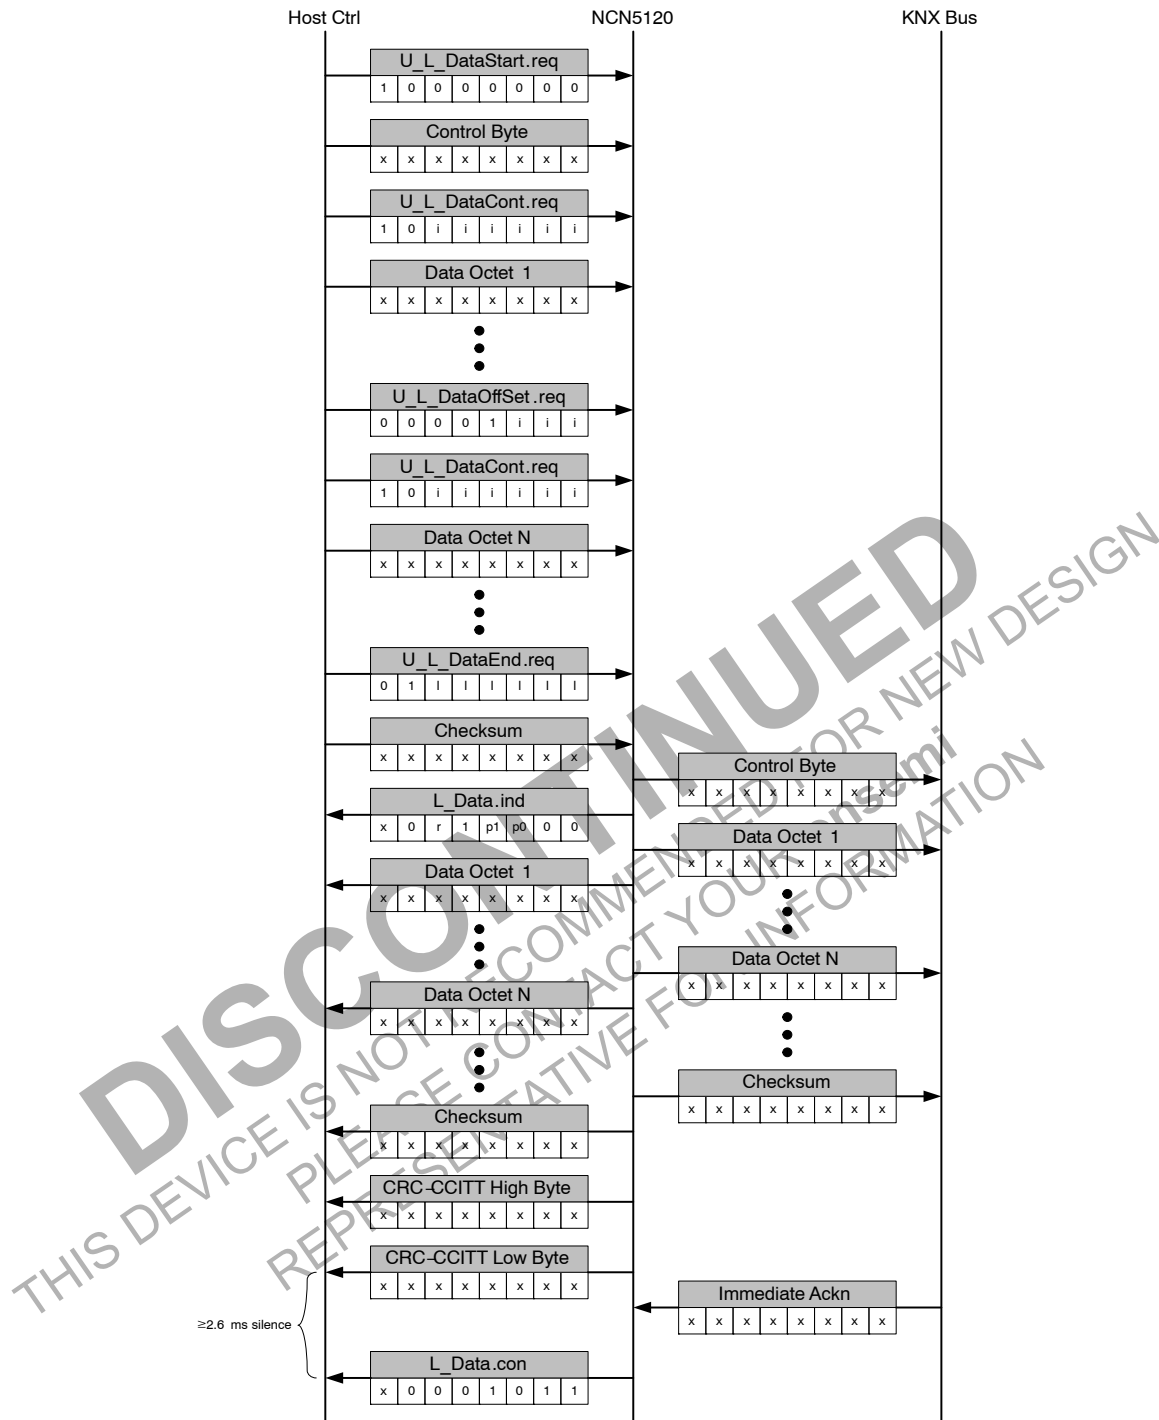 Host Ctrl NCN5120 KNX Bus
U_L_DataStart.req
1 0 0 0 0 0 0 0
Control Byte
x x x x x x x x
U_L_DataCont.req
1 0 i i i i i i
Data Octet 1
x x x x x x x x
U_L_DataOffSet.req
0 0 0 0 1 i i i
U_L_DataCont.req
1 0 i i i i i i
Data Octet N
x x x x x x x x
U_L_DataEnd.req
0 1 l l l l l l
Checksum
x x x x x x x x
Control Byte
x x x x x x x x
L_Data.ind
x 0 r 1 p1 p0 0 0
Data Octet 1
x x x x x x x x
Data Octet 1
x x x x x x x x
Data Octet N
x x x x x x x x
Data Octet N
x x x x x x x x
Checksum
x x x x x x x x
Checksum
x x x x x x x x
CRC-CCITT High Byte
x x x x x x x x
CRC-CCITT Low Byte
x x x x x x x x
Immediate Ackn
x x x x x x x x
≥2.6 ms silence
L_Data.con
x 0 0 0 1 0 1 1
DISCONTINUED
THIS DEVICE IS NOT RECOMMENDED FOR NEW DESIGN
PLEASE CONTACT YOUR onsemi
REPRESENTATIVE FOR INFORMATION